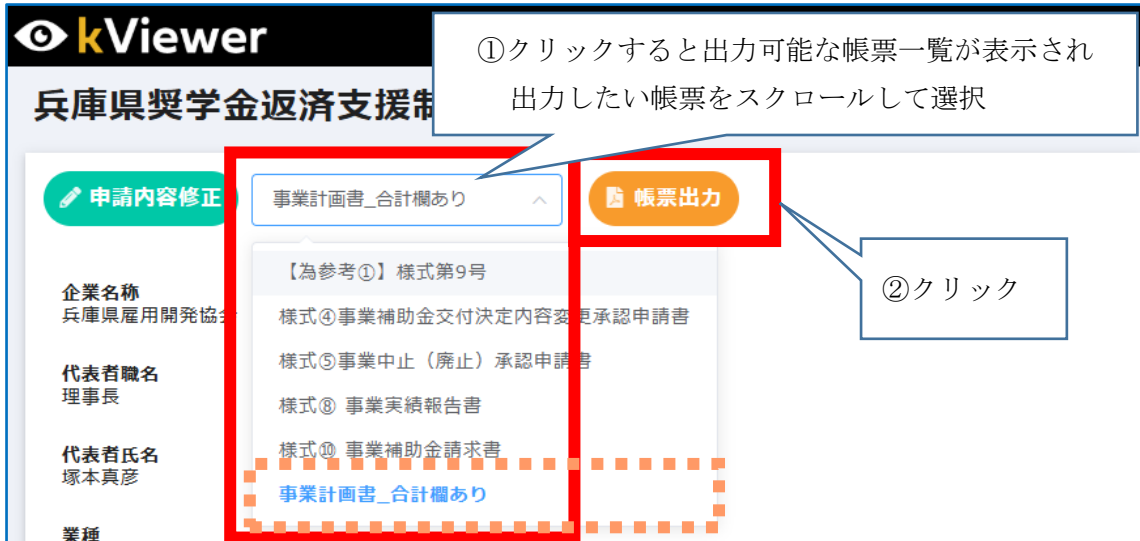 kViewer
①クリックすると出力可能な帳票一覧が表示され
出力したい帳票をスクロールして選択
兵庫県奨学金返済支援制
申請内容修正
事業計画書_合計欄あり
帳票出力
②クリック
【為参考①】様式第9号
様式④事業補助金交付決定内容変更承認申請書
様式⑤事業中止（廃止）承認申請書
様式⑧ 事業実績報告書
様式⑩ 事業補助金請求書
事業計画書_合計欄あり
企業名称
兵庫県雇用開発協会
代表者職名
理事長
代表者氏名
塚本真彦
業種